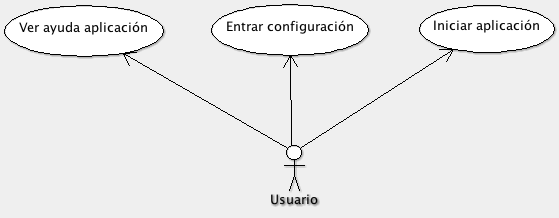 Ver ayuda aplicación
Entrar configuración
Iniciar aplicación
Usuario